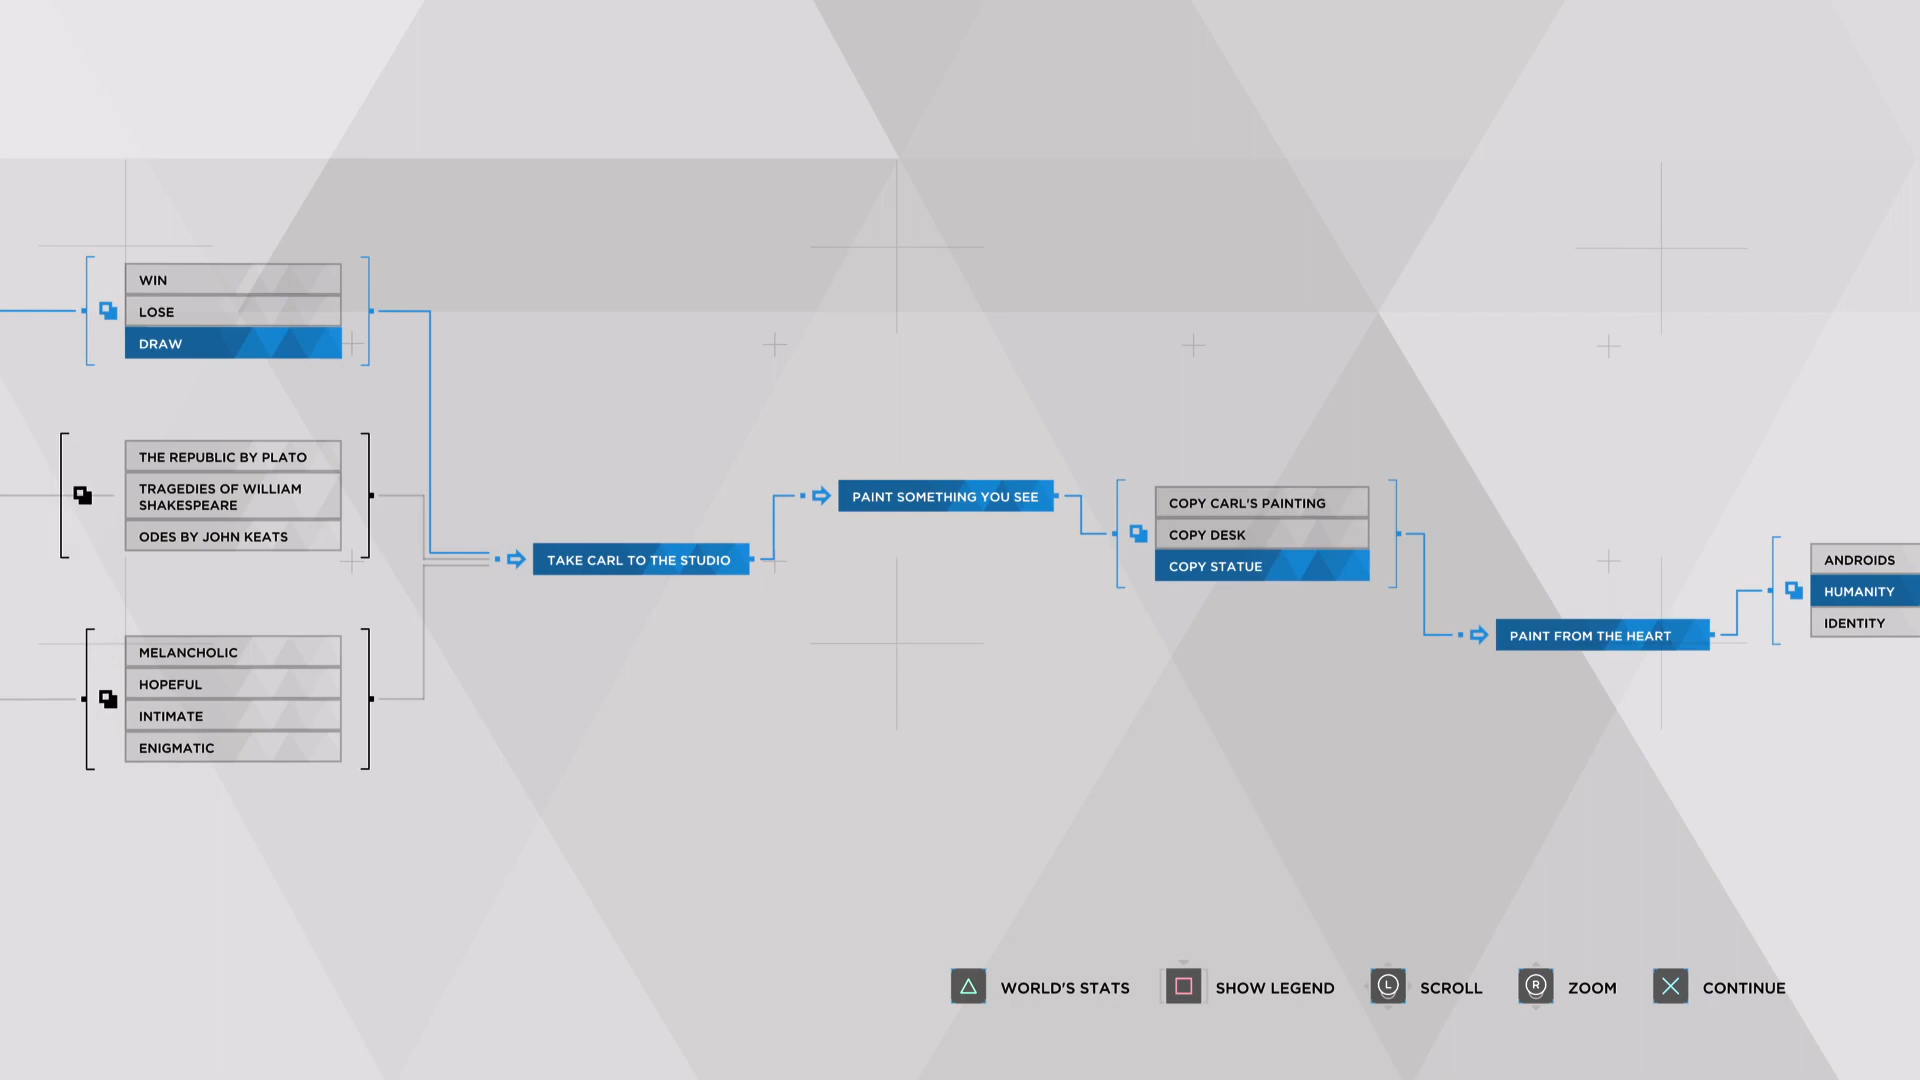 WIN
LOSE
DRAW
THE REPUBLIC BY PLATO
TRAGEDIES OF WILLIAM
SHAKESPEARE
ODES BY JOHN KEATS
MELANCHOLIC
HOPEFUL
INTIMATE
ENIGMATIC
TAKE CARL TO THE STUDIO
PAINT SOMETHING YOU SEE
COPY CARL'S PAINTING
COPY DESK
COPY STATUE
PAINT FROM THE HEART
ANDROIDS
HUMANITY
IDENTITY
WORLD'S STATS
SHOW LEGEND
L
SCROLL
R
ZOOM
CONTINUE